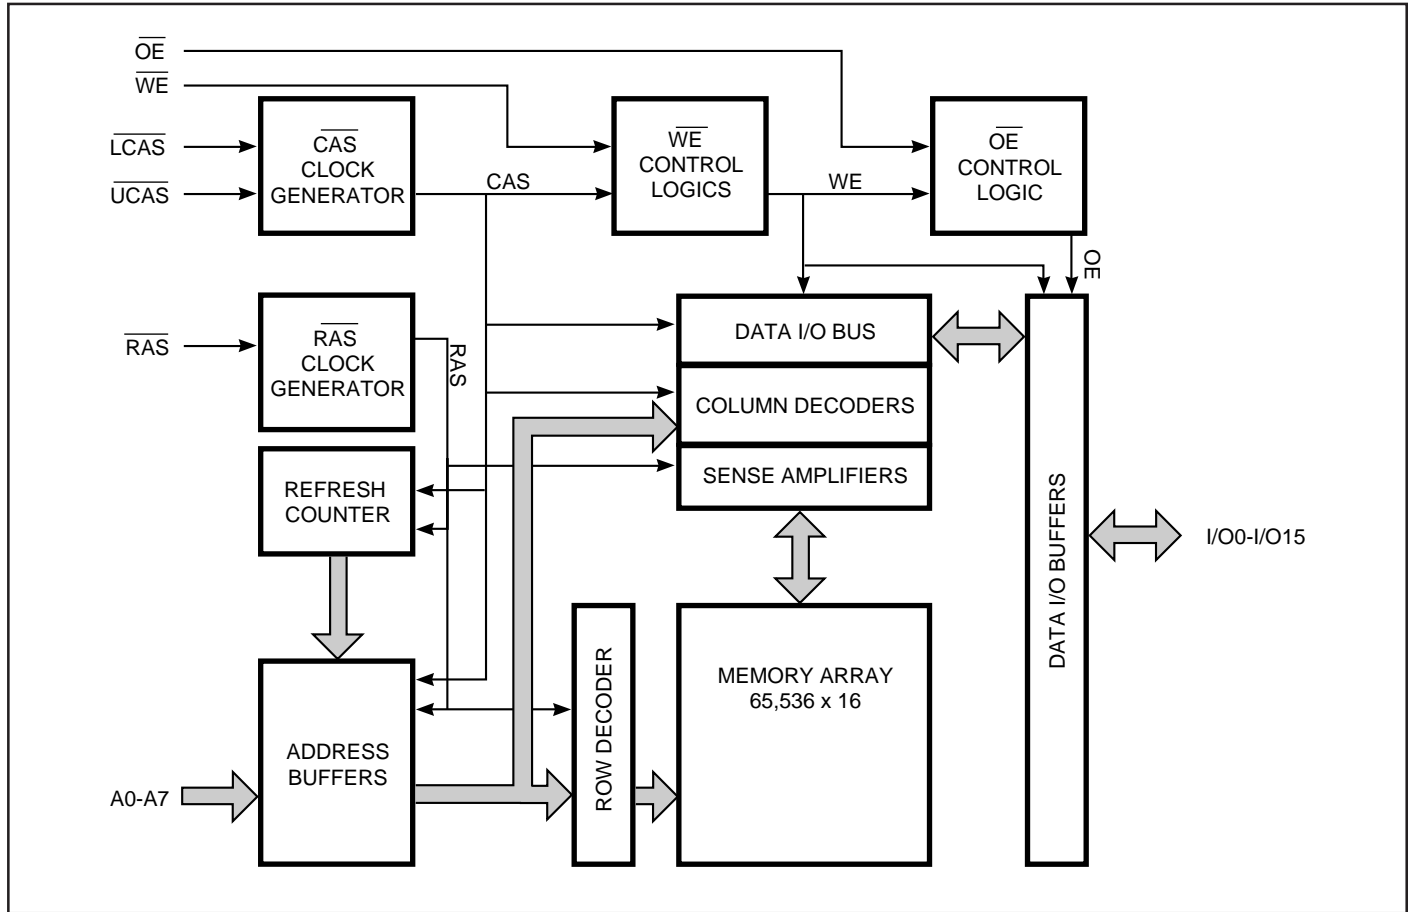 OE
WE
LCAS
UCAS
CAS
CLOCK
GENERATOR
CAS
WE
CONTROL
LOGICS
WE
OE
CONTROL
LOGIC
OE
RAS
RAS
CLOCK
GENERATOR
RAS
DATA I/O BUS
COLUMN DECODERS
SENSE AMPLIFIERS
REFRESH
COUNTER
DATA I/O BUFFERS
I/O0-I/O15
MEMORY ARRAY
65,536 x 16
ROW DECODER
ADDRESS
BUFFERS
A0-A7